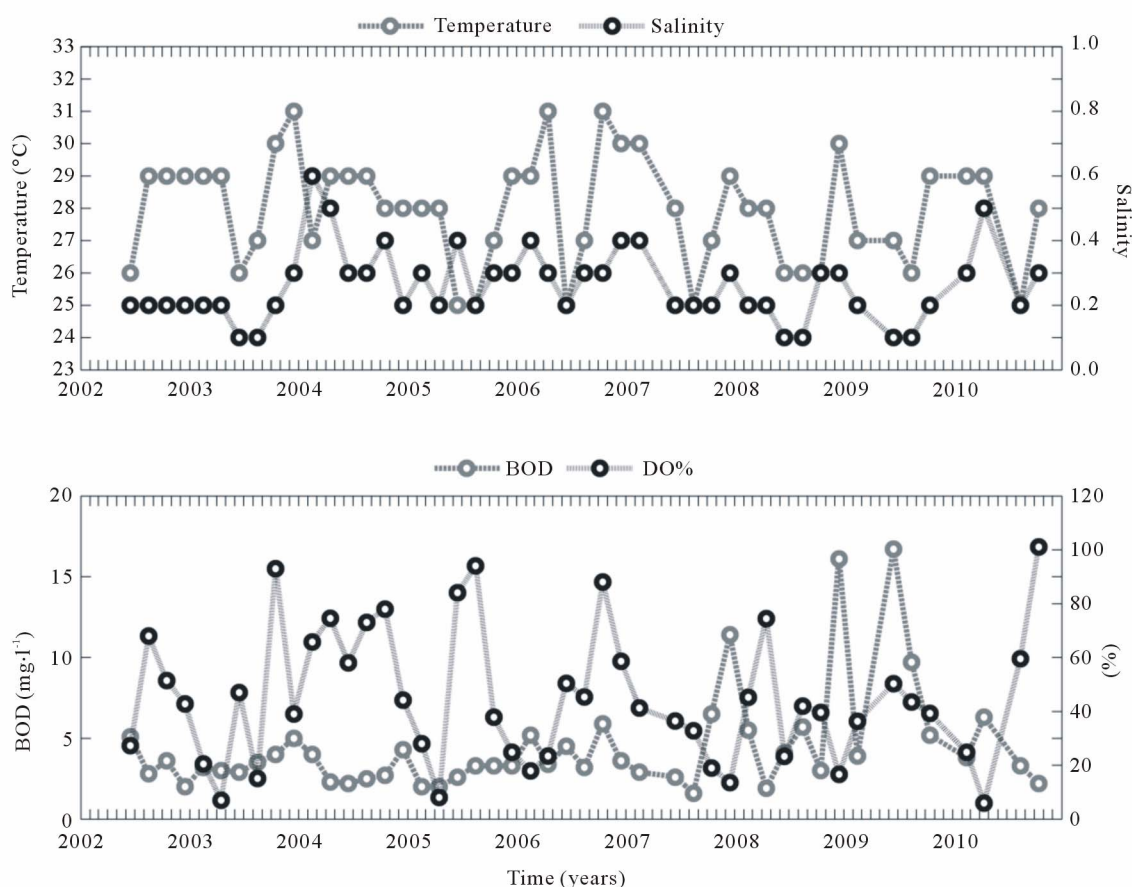 Temperature Salinity
33 1.0
32
31 0.8
30
29 0.6
28
27 0.4
26
25 0.2
24
23 0.0
Temperature (°C)
Salinity
2002 2003 2004 2005 2006 2007 2008 2009 2010
BOD DO%
20 120
100
15
80
10 60
40
5
20
0 0
BOD (mg·l⁻¹)
(%)
2002 2003 2004 2005 2006 2007 2008 2009 2010
Time (years)